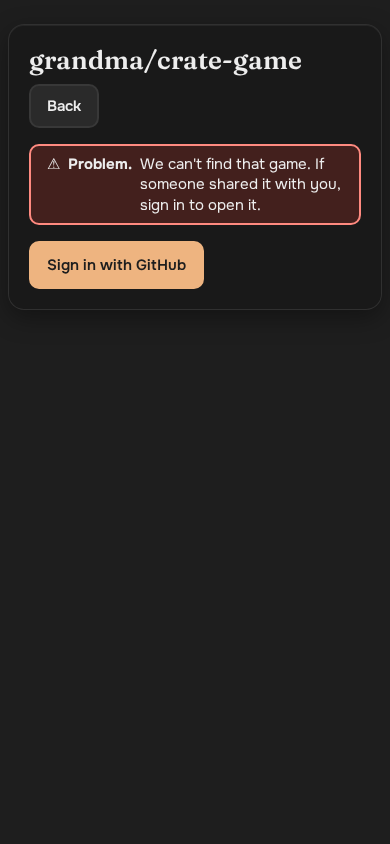 grandma/crate-game
Back
⚠ Problem. We can't find that game. If
someone shared it with you,
sign in to open it.
Sign in with GitHub